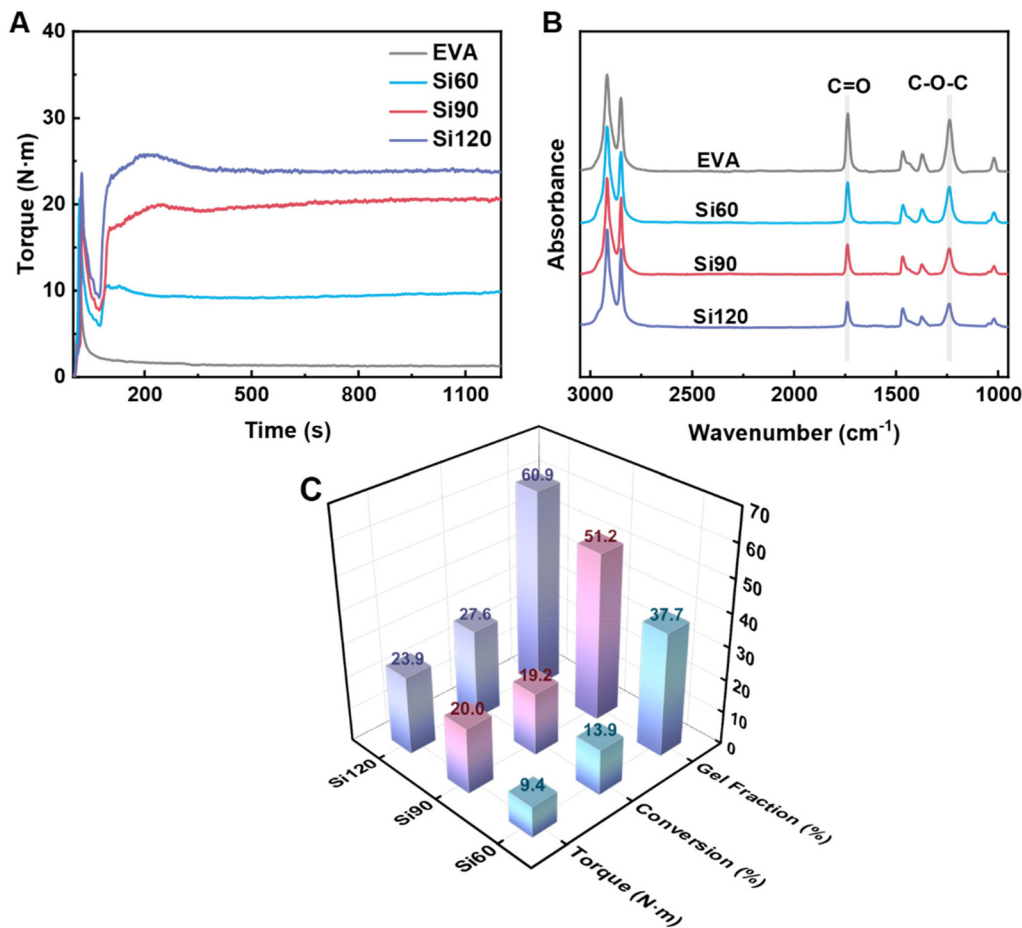 A
Torque (N·m)
40
30
20
10
0
EVA
Si60
Si90
Si120
200
500
800
1100
Time (s)
B
Absorbance
C=O
C-O-C
EVA
Si60
Si90
Si120
3000
2500
2000
1500
1000
Wavenumber (cm⁻¹)
C
60.9
51.2
37.7
27.6
19.2
13.9
23.9
20.0
9.4
70
60
50
40
30
20
10
0
Si120
Si90
Si60
Gel Fraction (%)
Conversion (%)
Torque (N·m)